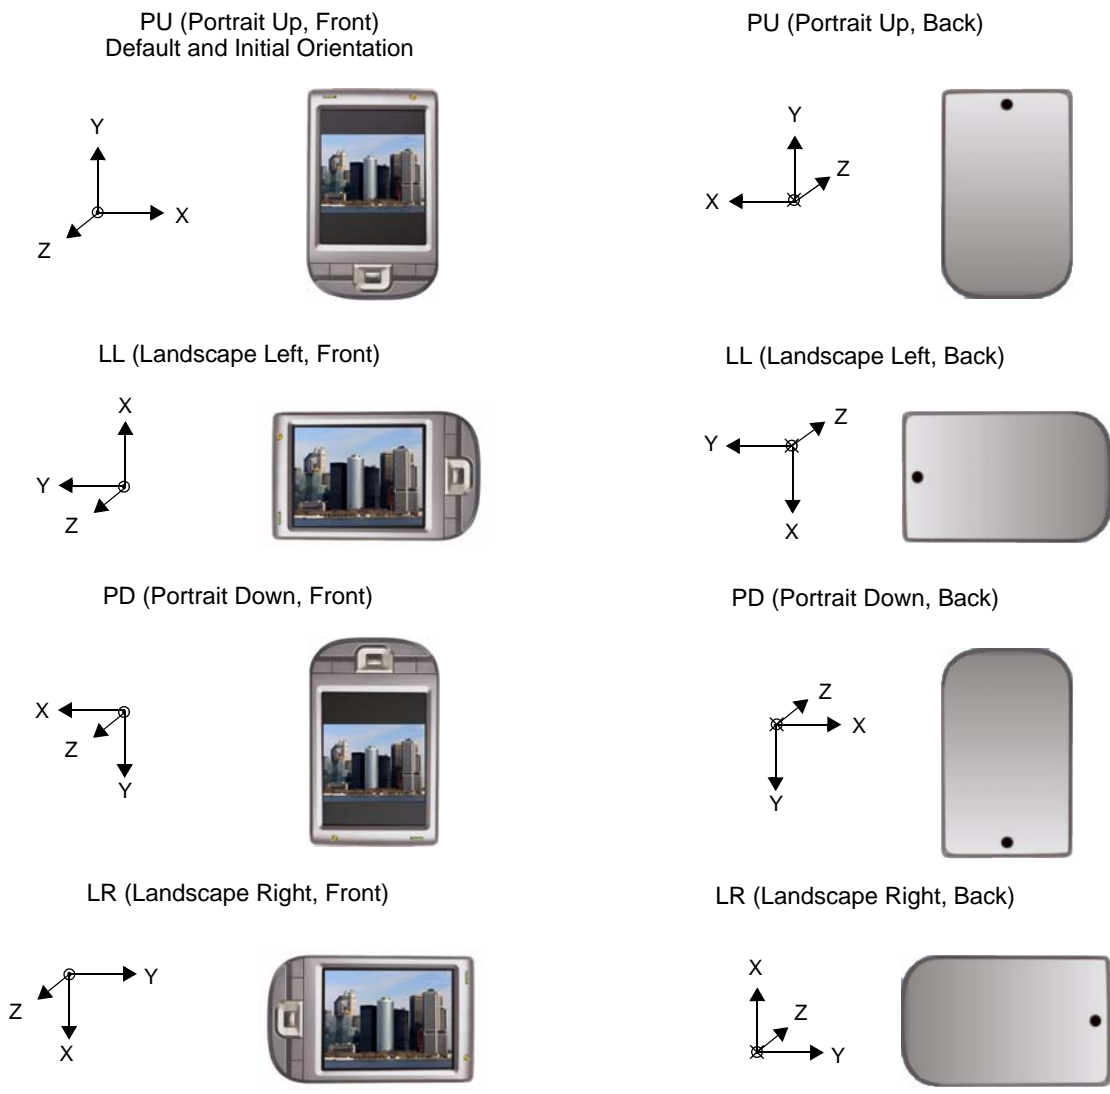 PU (Portrait Up, Front)
Default and Initial Orientation
PU (Portrait Up, Back)
Y
X
Z
Y
Z
X
LL (Landscape Left, Front)
LL (Landscape Left, Back)
X
Y
Z
Z
Y
X
PD (Portrait Down, Front)
PD (Portrait Down, Back)
X
Z
Y
Z
X
Y
LR (Landscape Right, Front)
LR (Landscape Right, Back)
Y
Z
X
X
Z
Y